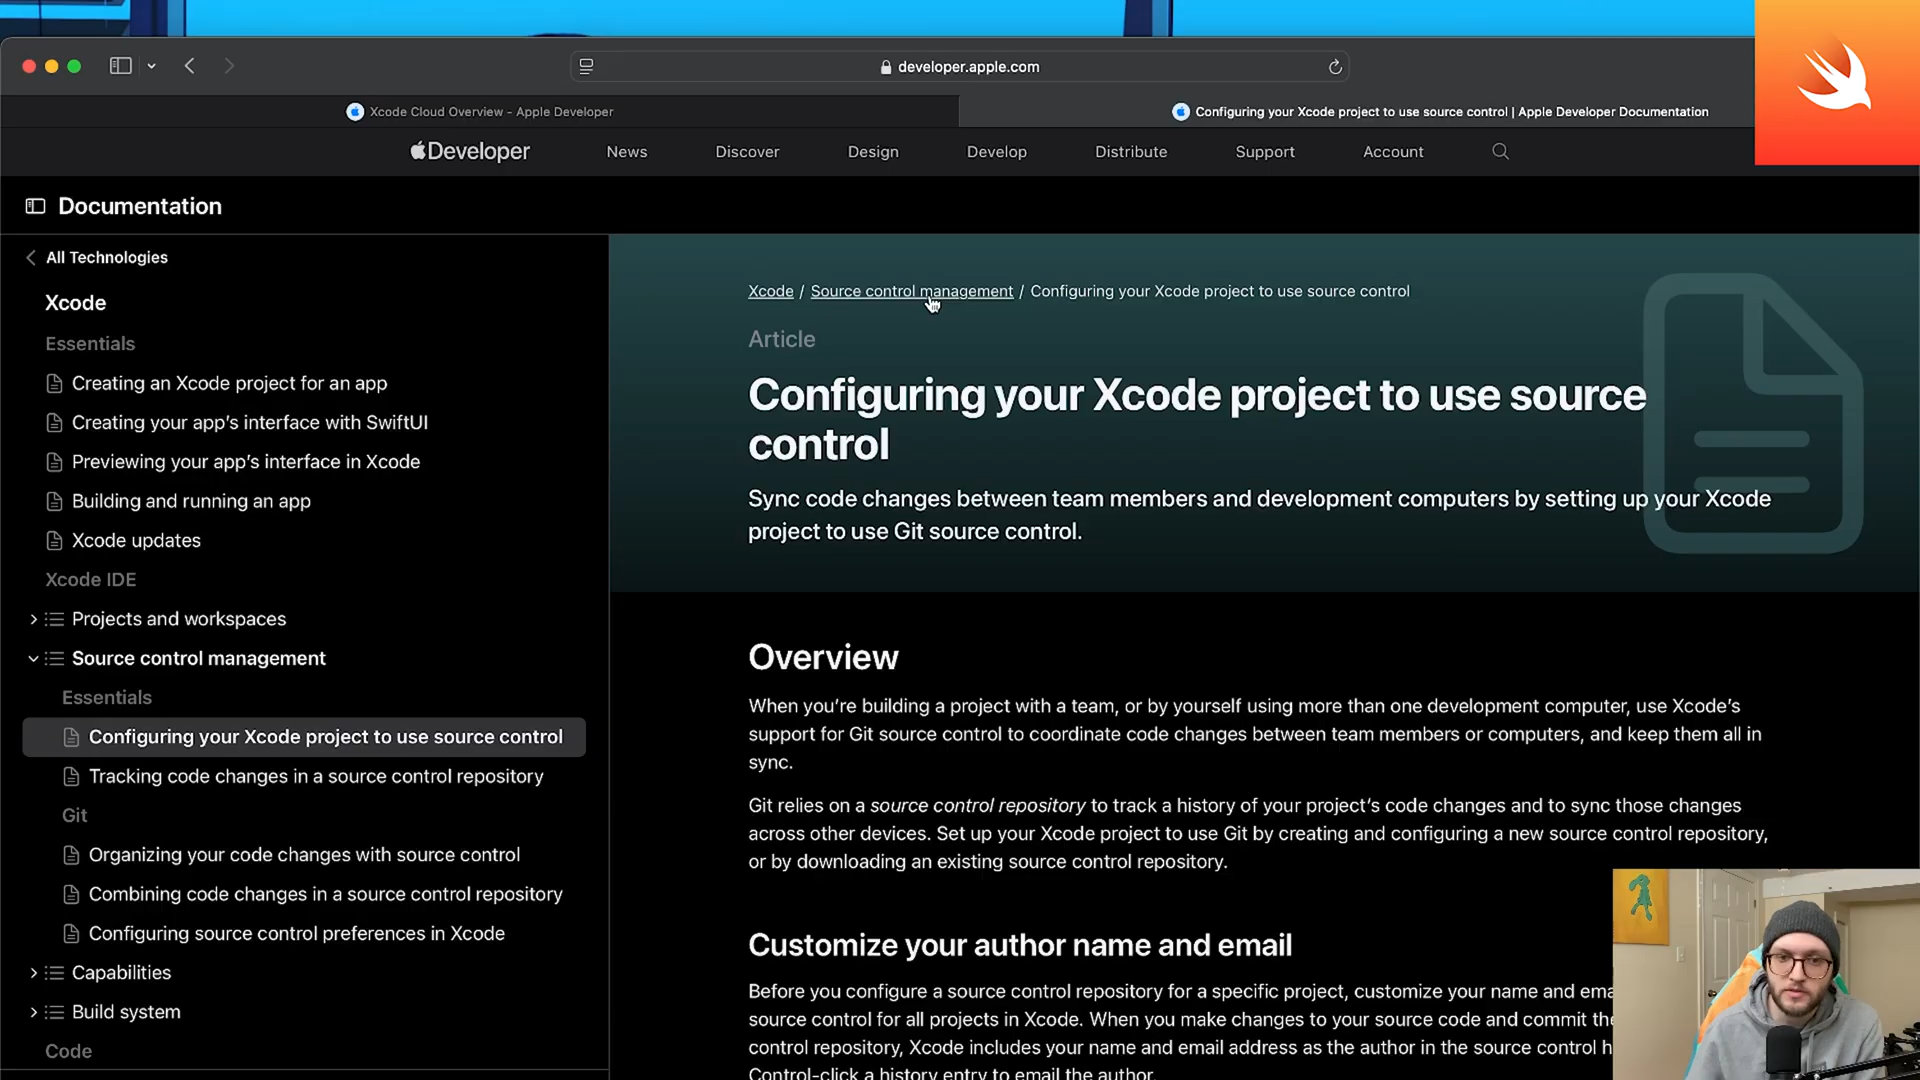 developer.apple.com
Xcode Cloud Overview - Apple Developer
Configuring your Xcode project to use source control | Apple Developer Documentation
Developer
News
Discover
Design
Develop
Distribute
Support
Account
Documentation
All Technologies
Xcode
Essentials
Creating an Xcode project for an app
Creating your app's interface with SwiftUI
Previewing your app's interface in Xcode
Building and running an app
Xcode updates
Xcode IDE
Projects and workspaces
Source control management
Essentials
Configuring your Xcode project to use source control
Tracking code changes in a source control repository
Git
Organizing your code changes with source control
Combining code changes in a source control repository
Configuring source control preferences in Xcode
Capabilities
Build system
Code
Xcode / Source control management / Configuring your Xcode project to use source control
Article
Configuring your Xcode project to use source
control
Sync code changes between team members and development computers by setting up your Xcode
project to use Git source control.
Overview
When you're building a project with a team, or by yourself using more than one development computer, use Xcode's
support for Git source control to coordinate code changes between team members or computers, and keep them all in
sync.
Git relies on a source control repository to track a history of your project's code changes and to sync those changes
across other devices. Set up your Xcode project to use Git by creating and configuring a new source control repository,
or by downloading an existing source control repository.
Customize your author name and email
Before you configure a source control repository for a specific project, customize your name and ema
source control for all projects in Xcode. When you make changes to your source code and commit the
control repository, Xcode includes your name and email address as the author in the source control h
Control-click a history entry to email the author.